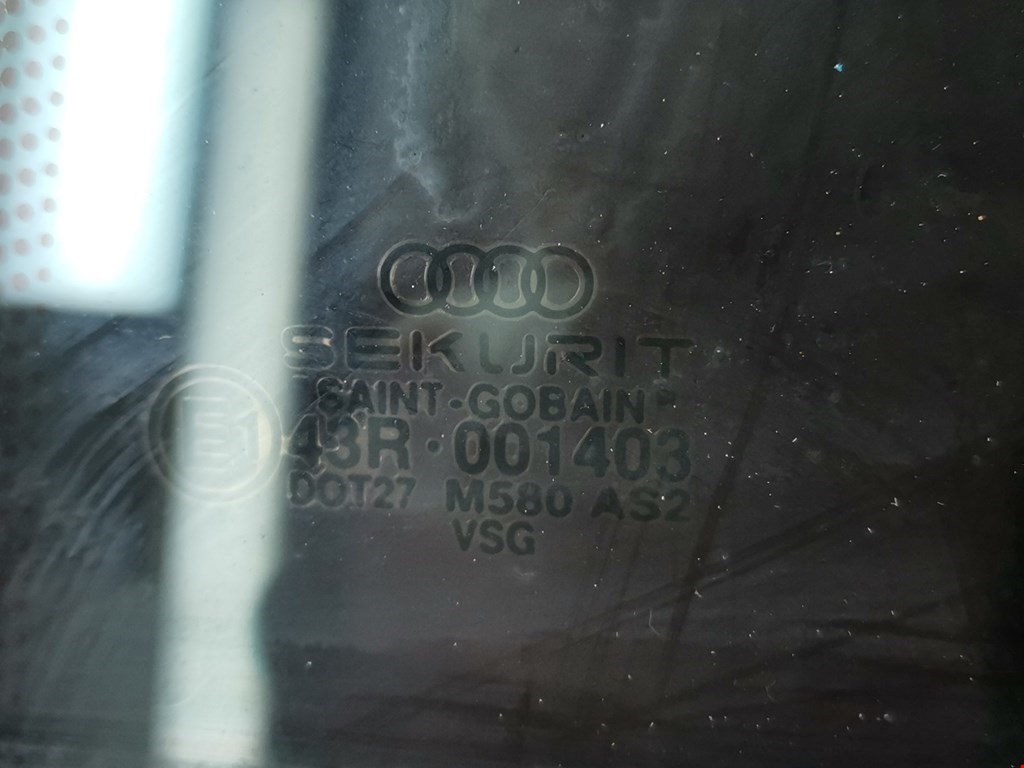 SEKURIT
"SAINT-GOBAIN"
E1 43R·001403
DOT27 M580 AS2
VSG